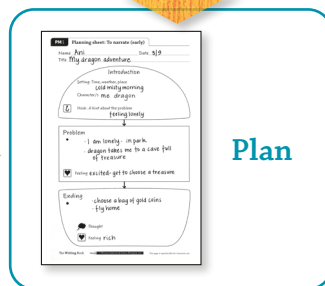 PM Planning sheet: To narrate (early)
Name Ani Date 3/9
Title My dragon adventure
Introduction
Setting: Time, weather, place
cold misty morning
Character/s me dragon
Hook: A hint about the problem
feeling lonely
Problem
• I am lonely - in park
• dragon takes me to a cave full
of treasure
Feeling excited - get to choose a treasure
Ending
• choose a bag of gold coins
• fly home
Thought
Feeling rich
Plan